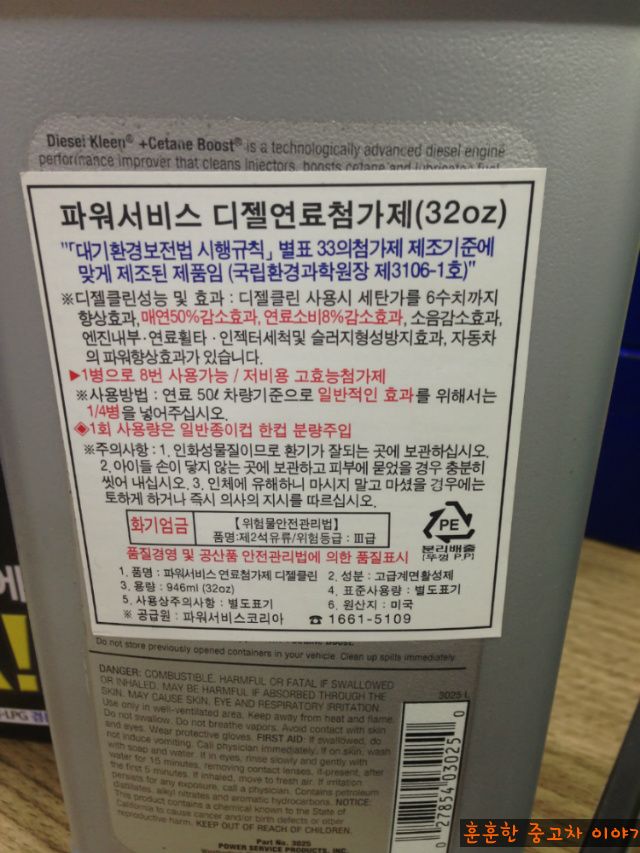 Diesel Kleen® +Cetane Boost® is a technologically advanced diesel engine
performance improver that cleans injectors, boosts cetane and lubricates fuel
파워서비스 디젤연료첨가제(32oz)
"「대기환경보전법 시행규칙」 별표 33의첨가제 제조기준에
맞게 제조된 제품임 (국립환경과학원장 제3106-1호)"
※디젤클린성능 및 효과 : 디젤클린 사용시 세탄가를 6수치까지
향상효과, 매연50%감소효과, 연료소비8%감소효과, 소음감소효과,
엔진내부·연료휠타·인젝터세척및 슬러지형성방지효과, 자동차
의 파워향상효과가 있습니다.
▶1병으로 8번 사용가능 / 저비용 고효능첨가제
※사용방법 : 연료 50ℓ 차량기준으로 일반적인 효과를 위해서는
1/4병을 넣어주십시오.
◈1회 사용량은 일반종이컵 한컵 분량주입
※주의사항 : 1. 인화성물질이므로 환기가 잘되는 곳에 보관하십시오.
2. 아이들 손이 닿지 않는 곳에 보관하고 피부에 묻었을 경우 충분히
씻어 내십시오. 3. 인체에 유해하니 마시지 말고 마셨을 경우에는
토하게 하거나 즉시 의사의 지시를 따르십시오.
화기엄금
【위험물안전관리법】
품명:제2석유류/위험등급 : Ⅲ급
PE
분리배출
(뚜껑 P.P)
품질경영 및 공산품 안전관리법에 의한 품질표시
1. 품명 : 파워서비스 연료첨가제 디젤클린 2. 성분 : 고급계면활성제
3. 용량 : 946ml (32oz) 4. 표준사용량 : 별도표기
5. 사용상주의사항 : 별도표기 6. 원산지 : 미국
※ 공급원 : 파워서비스코리아 ☎1661-5109
Do not store previously opened containers in your vehicle. Clean up spills immediately.
DANGER: COMBUSTIBLE. HARMFUL OR FATAL IF SWALLOWED
OR INHALED. MAY BE HARMFUL IF ABSORBED THROUGH THE
SKIN. MAY CAUSE SKIN, EYE AND RESPIRATORY IRRITATION.
Use only in well-ventilated area. Keep away from heat and flame.
Do not swallow. Do not breathe vapors. Avoid contact with skin
and eyes. Wear protective gloves. FIRST AID: If swallowed, do
not induce vomiting. Call physician immediately. If on skin, wash
with soap and water. If in eyes, rinse slowly and gently with
water for 15 minutes, removing contact lenses, if present, after
the first 5 minutes. If inhaled, move to fresh air. If irritation
persists for any exposure, call a physician. Contains petroleum
distillates, alkyl nitrates and aromatic hydrocarbons. NOTICE:
This product contains a chemical known to the State of
California to cause cancer and/or birth defects or other
reproductive harm. KEEP OUT OF REACH OF CHILDREN.
Part No. 3025
POWER SERVICE PRODUCTS, INC.
3025 L
0 27854 03025 0
에
!
-LPG
훈훈한 중고차 이야기